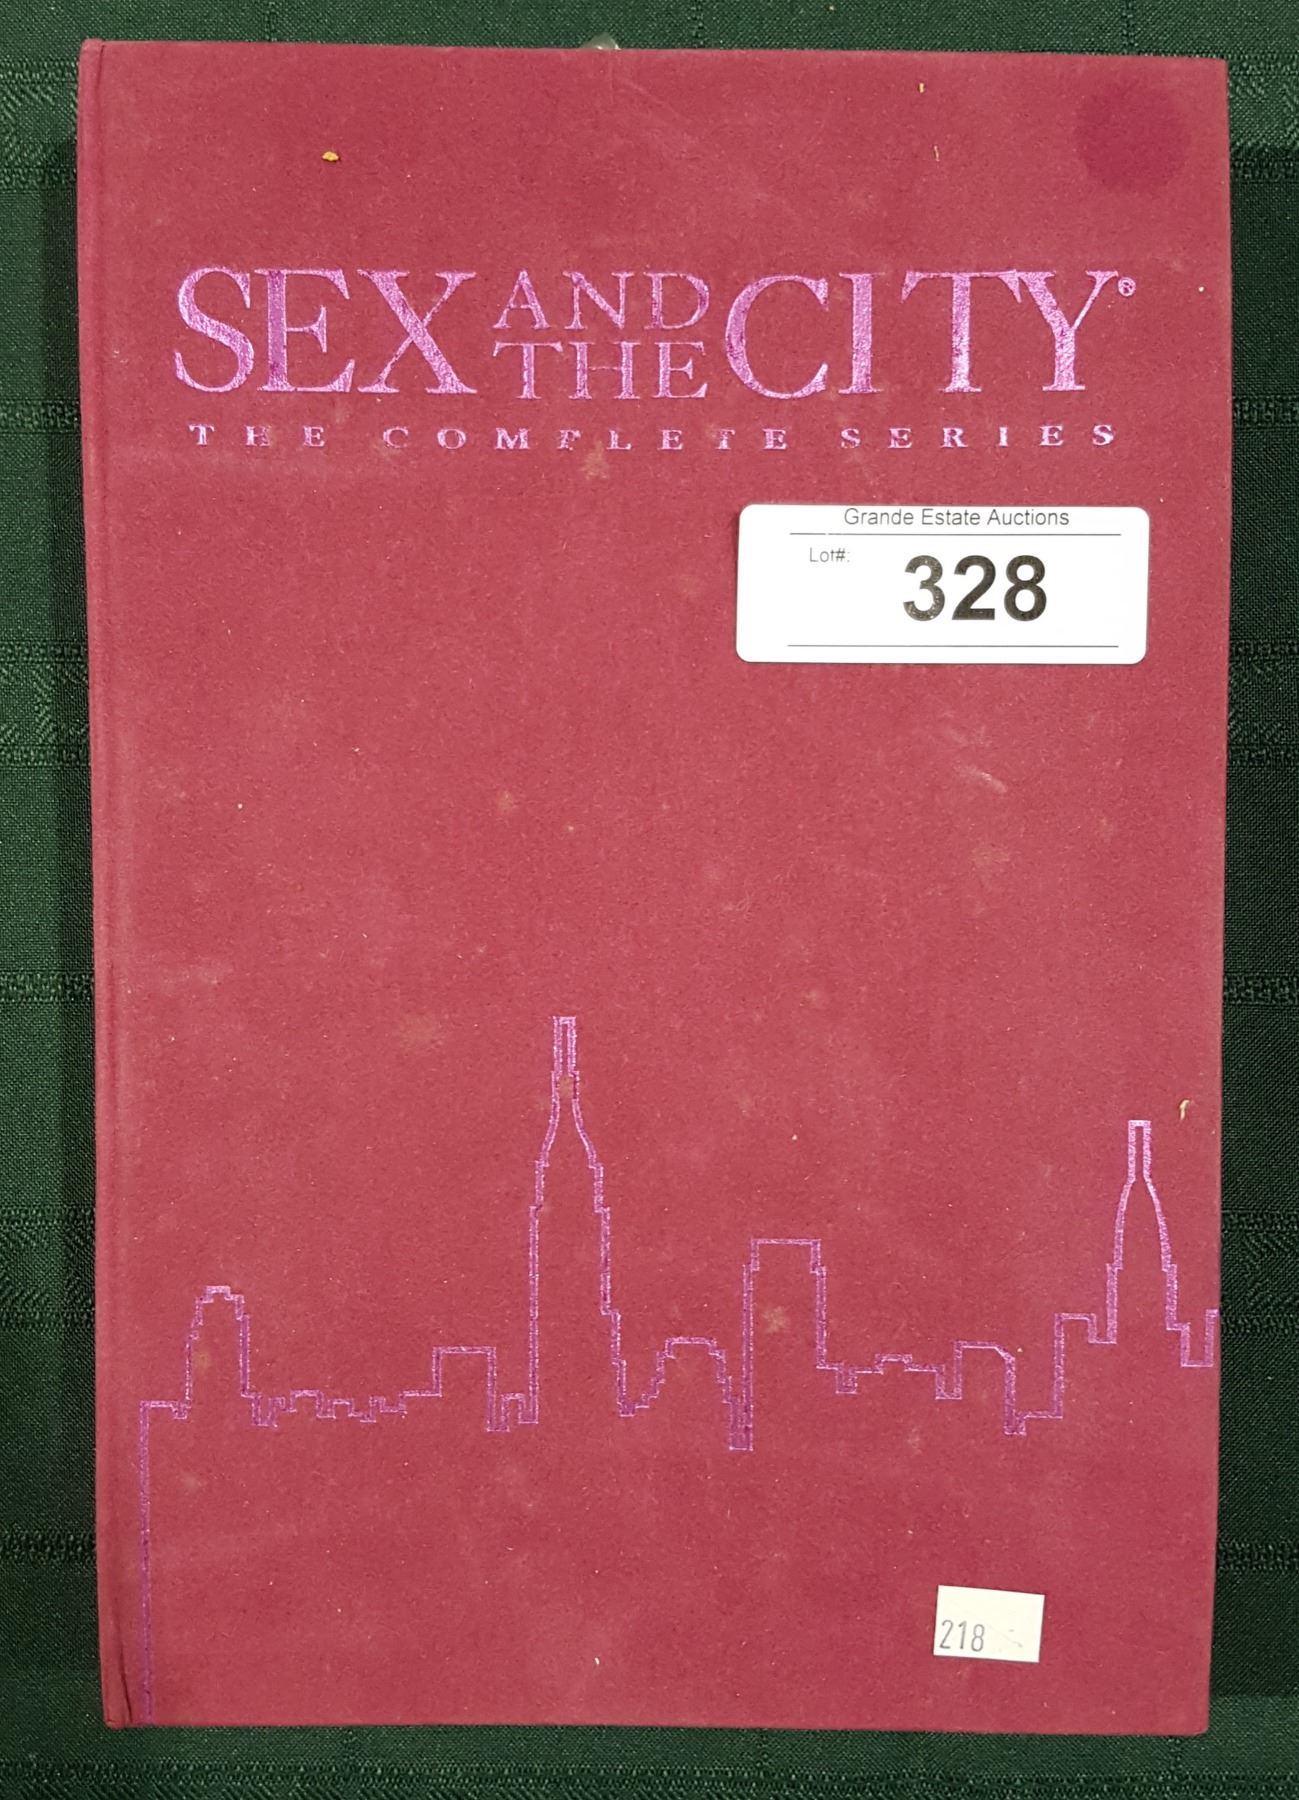 SEX AND THE CITY®
THE COMPLETE SERIES
Grande Estate Auctions
Lot#: 328
218